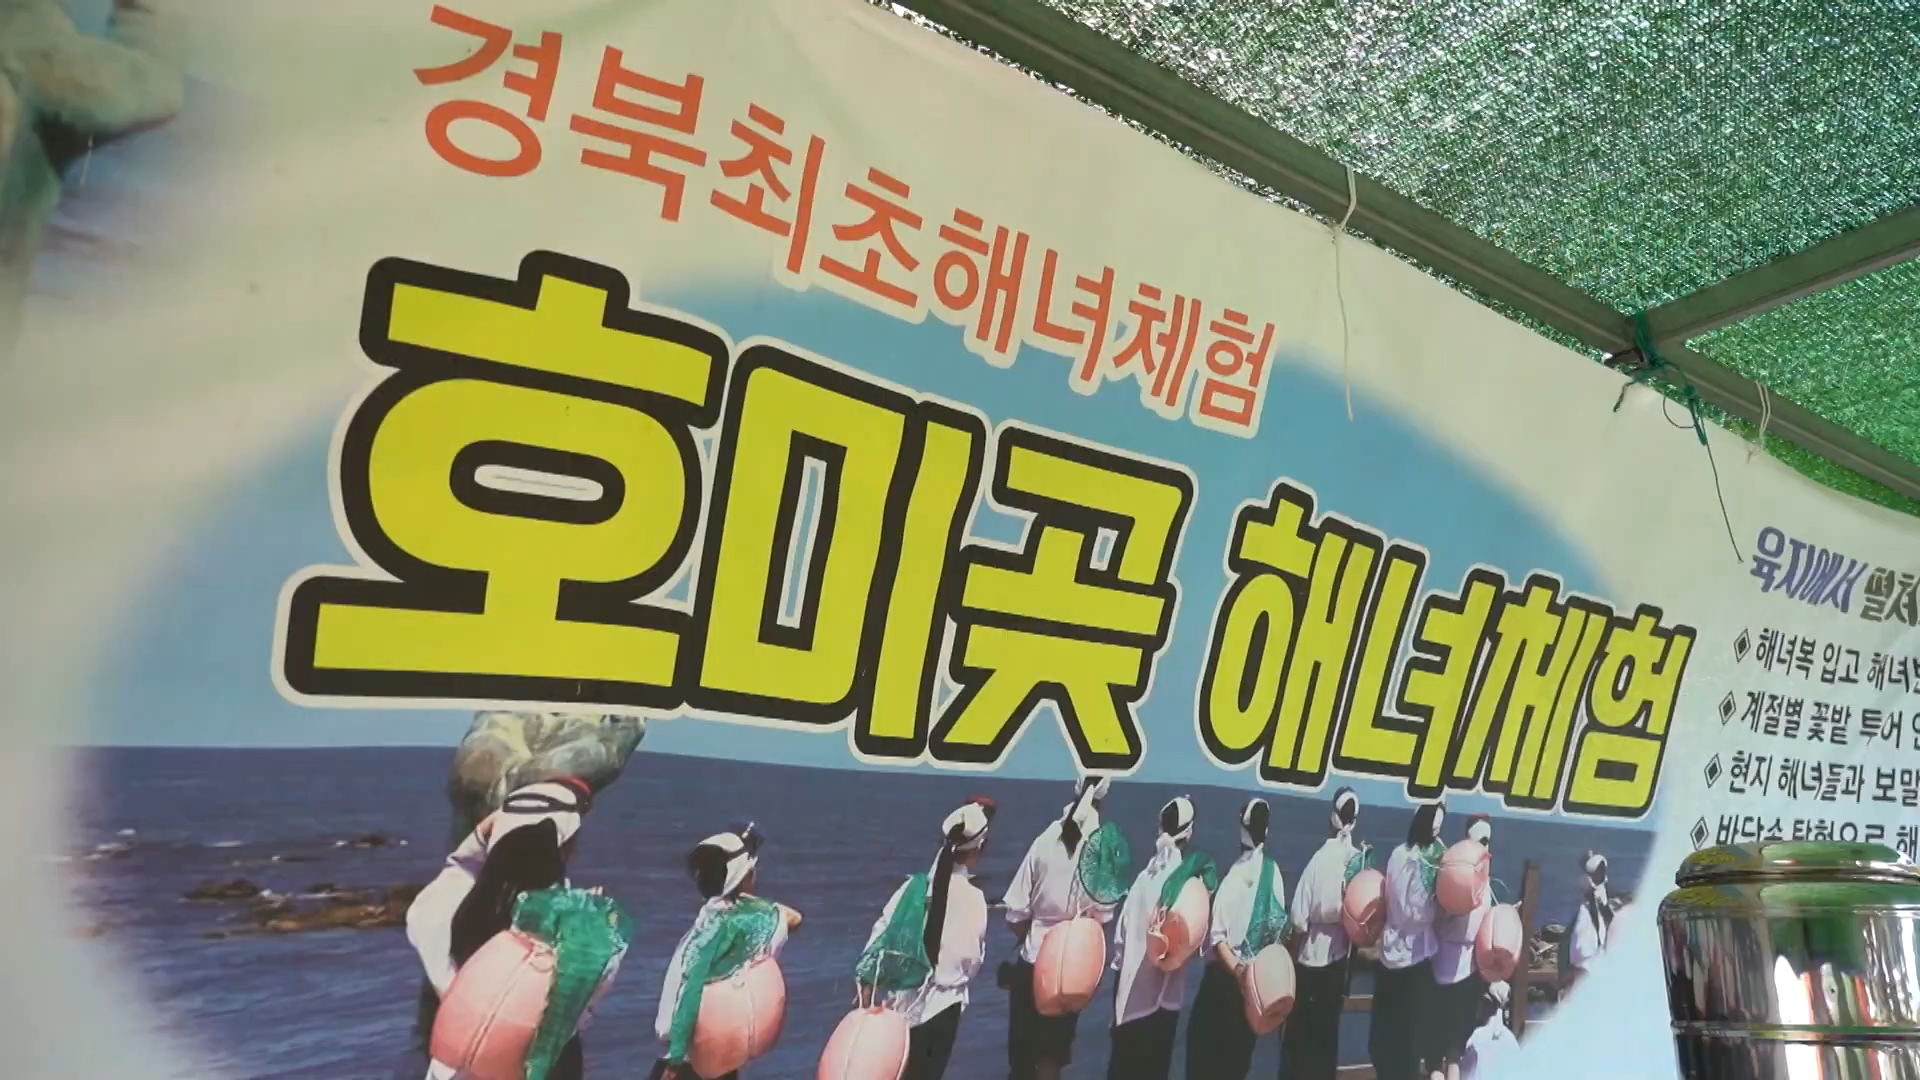 경북최초해녀체험
호미곶 해녀체험
육지에서 펼쳐
◈ 해녀복 입고 해녀
◈ 계절별 꽃밭 투어
◈ 현지 해녀들과 보말
◈